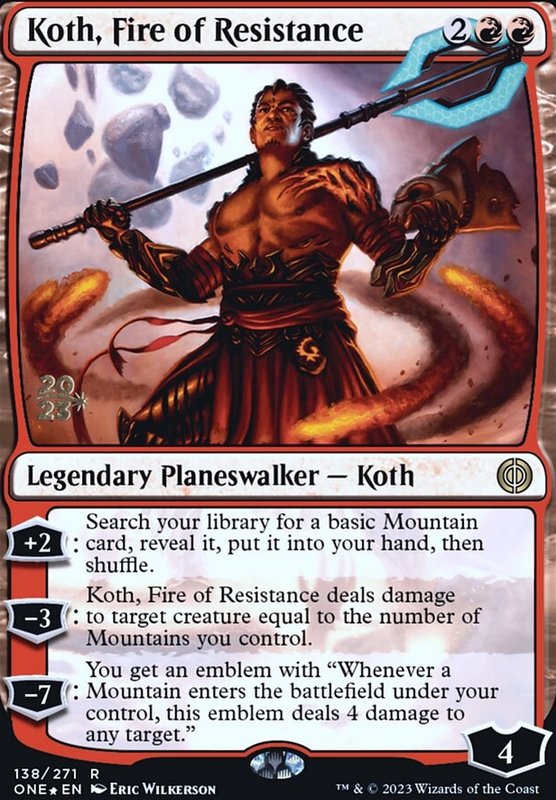 Koth, Fire of Resistance 2
20
23
Legendary Planeswalker — Koth
+2: Search your library for a basic Mountain
card, reveal it, put it into your hand, then
shuffle.
−3: Koth, Fire of Resistance deals damage
to target creature equal to the number of
Mountains you control.
−7: You get an emblem with “Whenever a
Mountain enters the battlefield under your
control, this emblem deals 4 damage to
any target.”
4
138/271 R
ONE★EN Eric Wilkerson ™ & © 2023 Wizards of the Coast